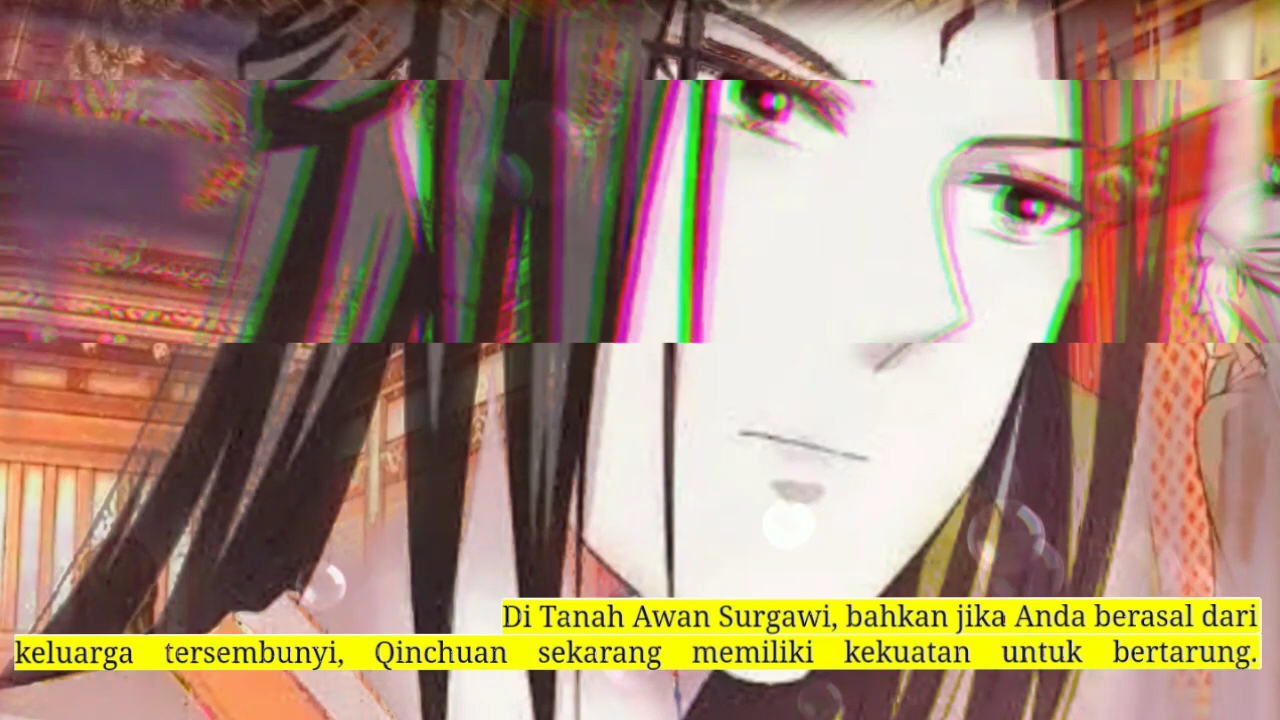 Di Tanah Awan Surgawi, bahkan jika Anda berasal dari
keluarga tersembunyi, Qinchuan sekarang memiliki kekuatan untuk bertarung.